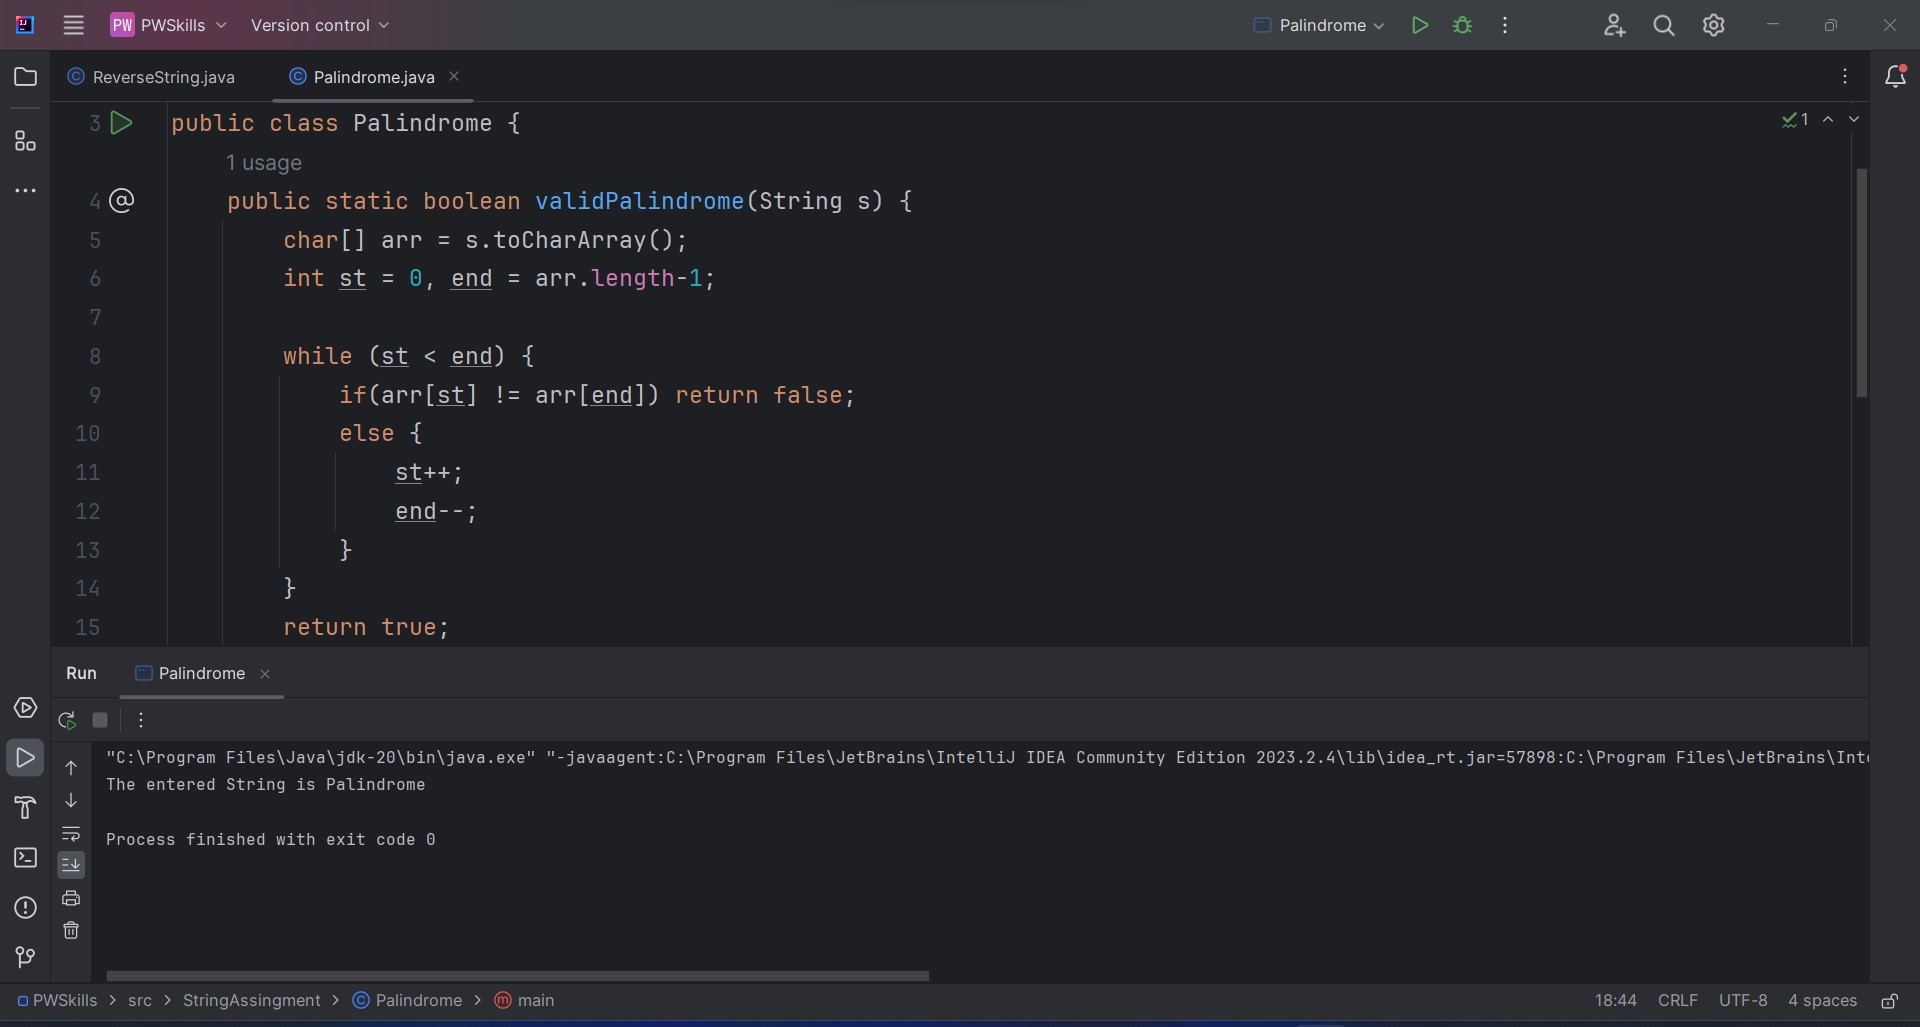 PW PWSkills Version control Palindrome
ReverseString.java Palindrome.java
3 public class Palindrome {
1 usage
4 @ public static boolean validPalindrome(String s) {
5 char[] arr = s.toCharArray();
6 int st = 0, end = arr.length-1;
7
8 while (st < end) {
9 if(arr[st] != arr[end]) return false;
10 else {
11 st++;
12 end--;
13 }
14 }
15 return true;
1
Run Palindrome
"C:\Program Files\Java\jdk-20\bin\java.exe" "-javaagent:C:\Program Files\JetBrains\IntelliJ IDEA Community Edition 2023.2.4\lib\idea_rt.jar=57898:C:\Program Files\JetBrains\Inte
The entered String is Palindrome
Process finished with exit code 0
PWSkills > src > StringAssingment > Palindrome > main 18:44 CRLF UTF-8 4 spaces